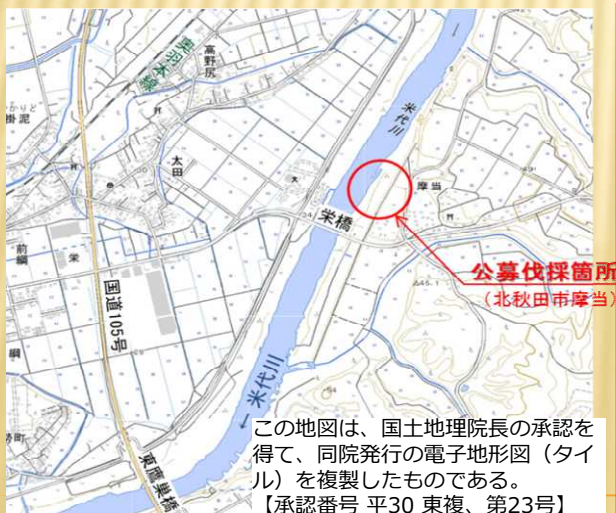 奥羽本線
高野尻
掛泥
太田
米代川
摩当
栄橋
前綱
栄
国道105号
公募伐採箇所
(北秋田市摩当)
綱
← 米代川
東鷹巣橋
この地図は、国土地理院長の承認を
得て、同院発行の電子地形図（タイ
ル）を複製したものである。
【承認番号 平30 東複、第23号】